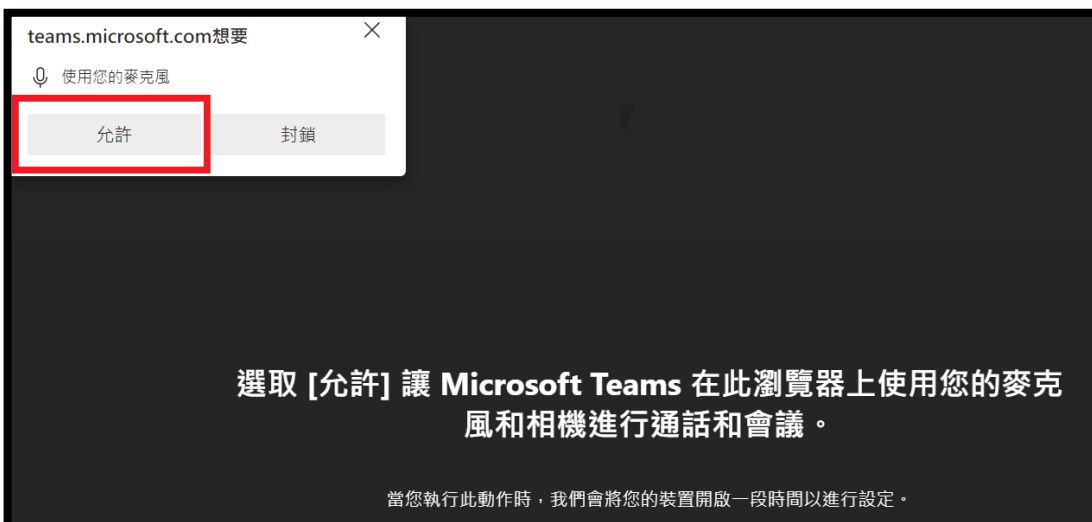 teams.microsoft.com想要
使用您的麥克風
允許
封鎖
選取 [允許] 讓 Microsoft Teams 在此瀏覽器上使用您的麥克
風和相機進行通話和會議。
當您執行此動作時，我們會將您的裝置開啟一段時間以進行設定。